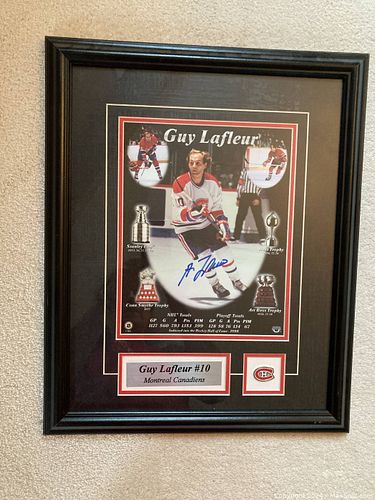 Guy Lafleur
10
Stanley
Trophy
Conn Smythe Trophy
Art Ross Trophy
NHL Totals
Playoff Totals
GP G A Pts PIM
GP G A Pts PIM
1127 560 793 1353 399
128 58 76 134 67
Inducted into the Hockey Hall of Fame - 1988
Guy Lafleur #10
Montreal Canadiens